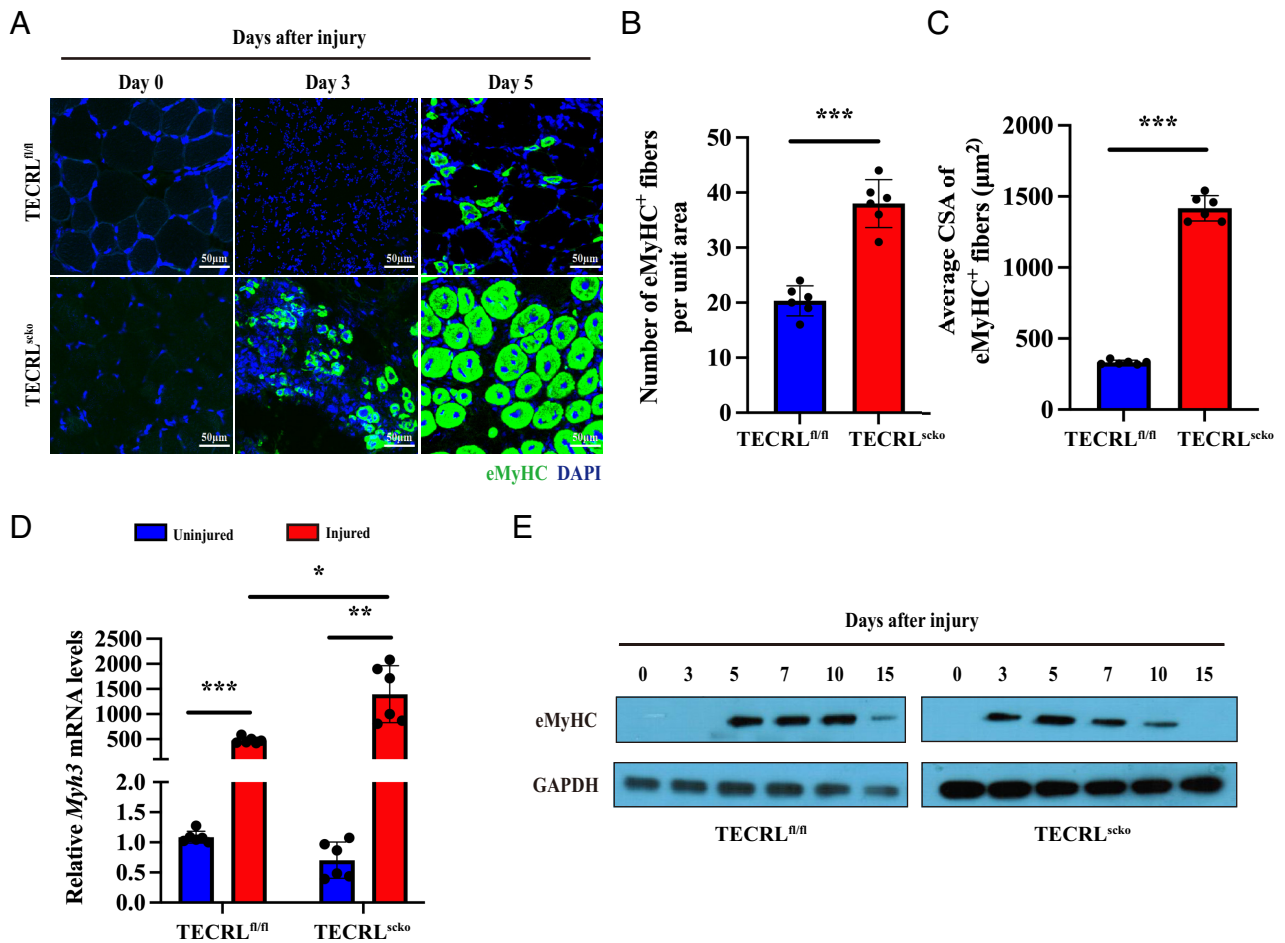 A
Days after injury
Day 0 Day 3 Day 5
TECRLfl/fl
50μm 50μm 50μm
TECRLscko
50μm 50μm 50μm
eMyHC DAPI
B
Number of eMyHC+ fibers
per unit area
50
40
30
20
10
0
***
TECRLfl/fl TECRLscko
C
Average CSA of
eMyHC+ fibers (μm2)
2000
1500
1000
500
0
***
TECRLfl/fl TECRLscko
D
Uninjured Injured
Relative Myh3 mRNA levels
2500
2000
1500
1000
500
2.0
1.5
1.0
0.5
0.0
*
**
***
TECRLfl/fl TECRLscko
E
Days after injury
0 3 5 7 10 15 0 3 5 7 10 15
eMyHC
GAPDH
TECRLfl/fl TECRLscko